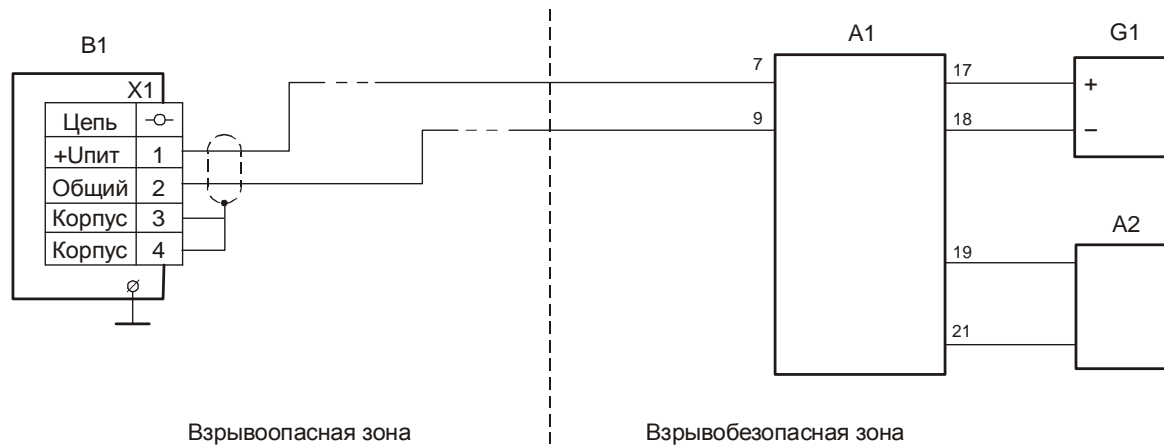 B1
A1
G1
X1
7
17
+
Цепь
+Uпит 1
9
18
−
Общий 2
Корпус 3
Корпус 4
A2
19
21
Взрывоопасная зона
Взрывобезопасная зона